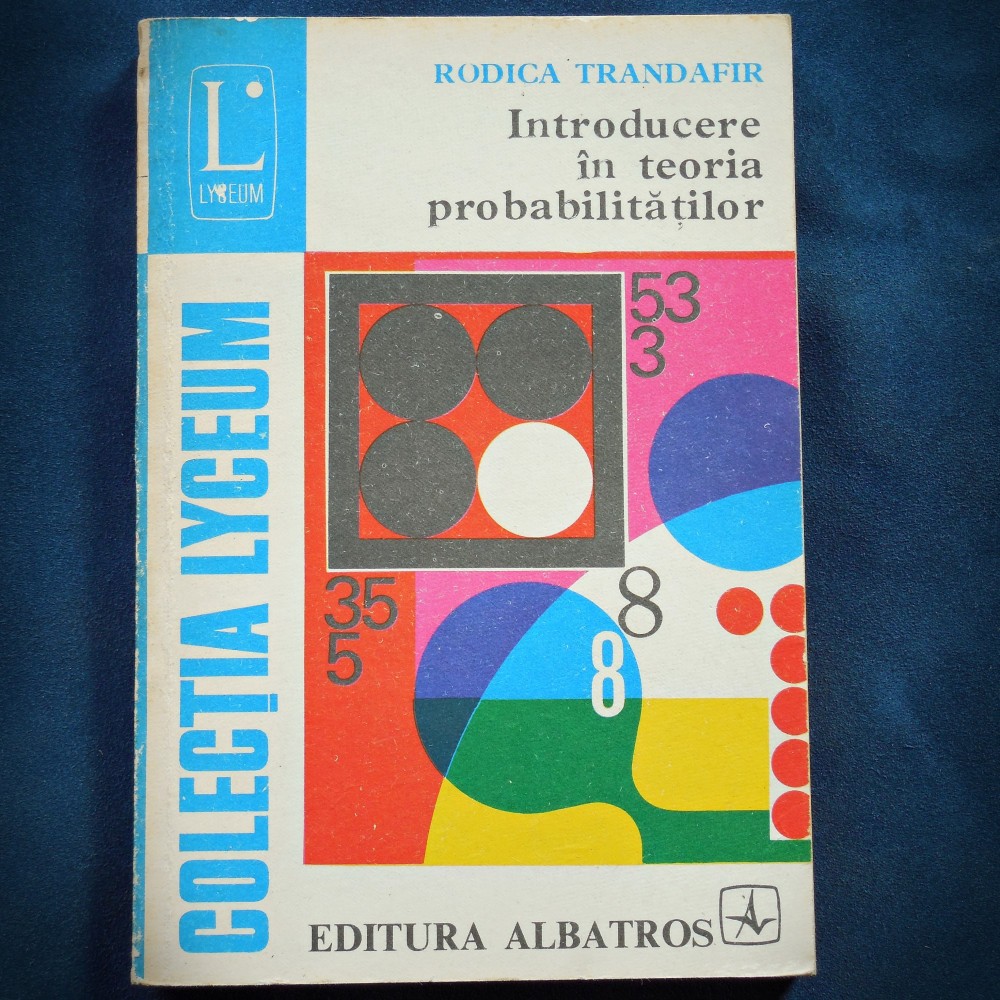 L
LYCEUM
RODICA TRANDAFIR
Introducere
în teoria
probabilităților
COLECȚIA LYCEUM
53
3
35
5
8
8
EDITURA ALBATROS